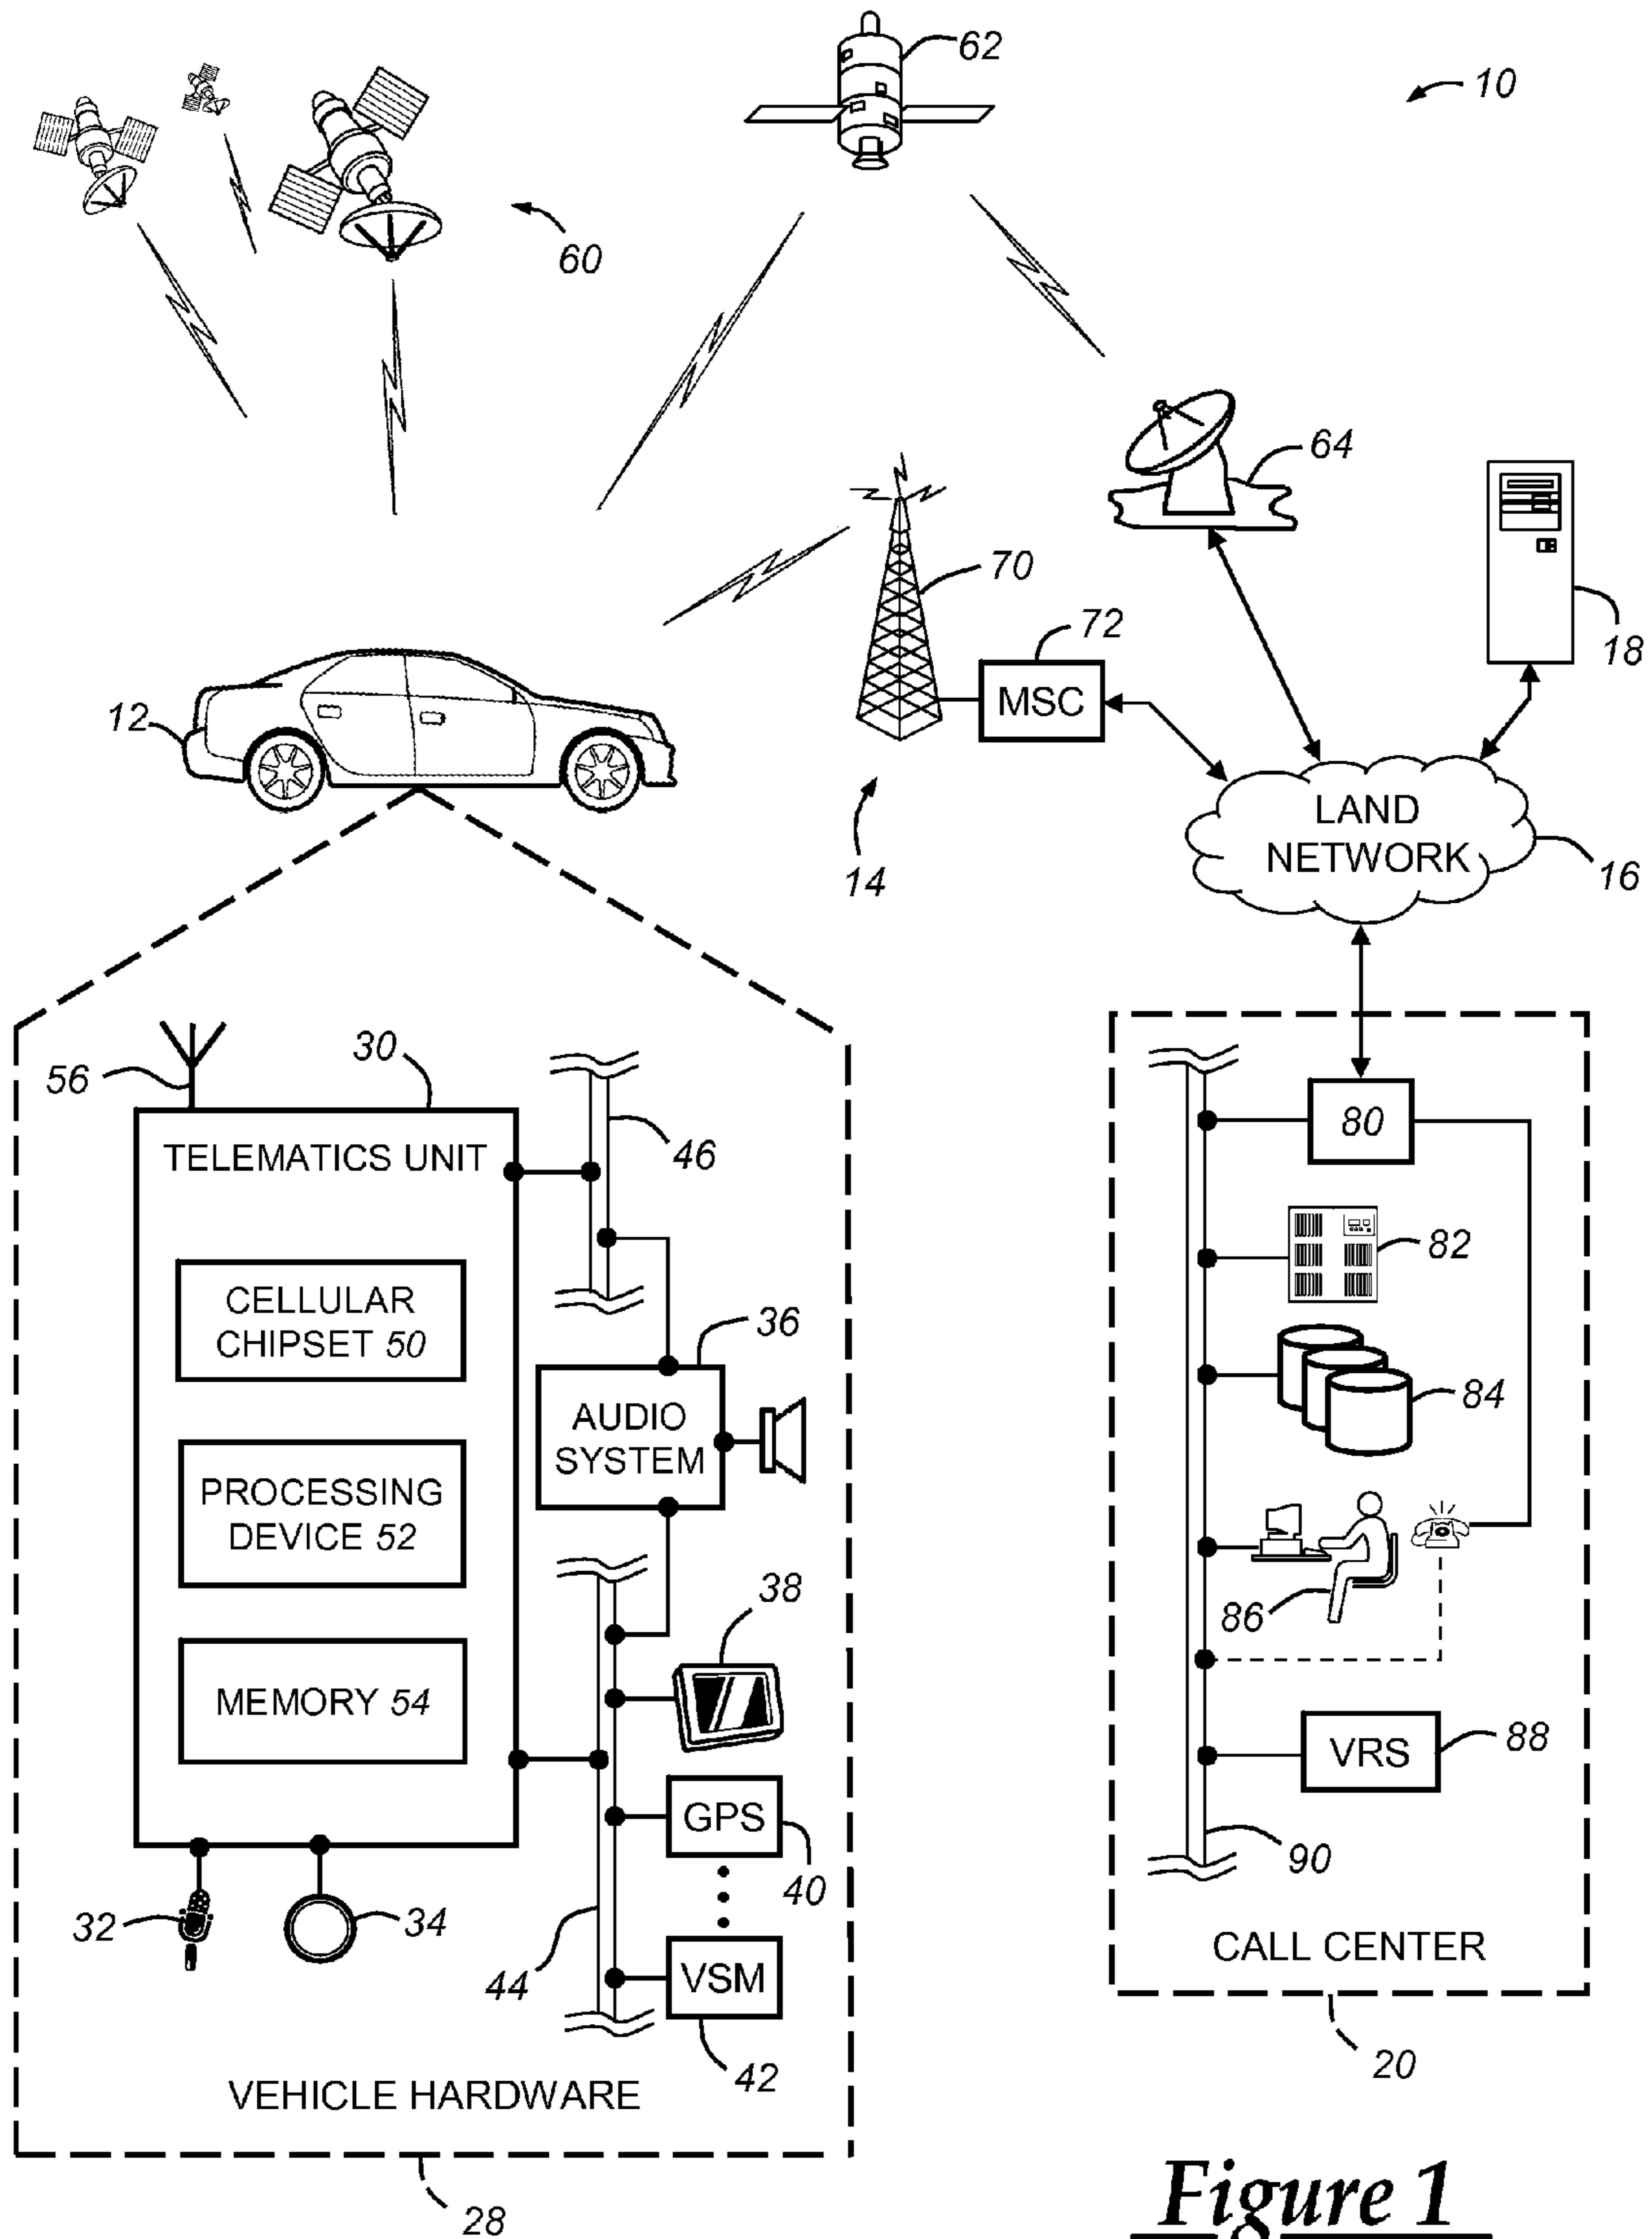 62
10
60
64
70
72
18
MSC
12
LAND
NETWORK
14
16
30
56
TELEMATICS UNIT
46
80
82
CELLULAR
CHIPSET 50
36
AUDIO
SYSTEM
84
PROCESSING
DEVICE 52
38
86
MEMORY 54
VRS
88
GPS
40
90
32
34
44
VSM
CALL CENTER
42
20
VEHICLE HARDWARE
28
Figure 1